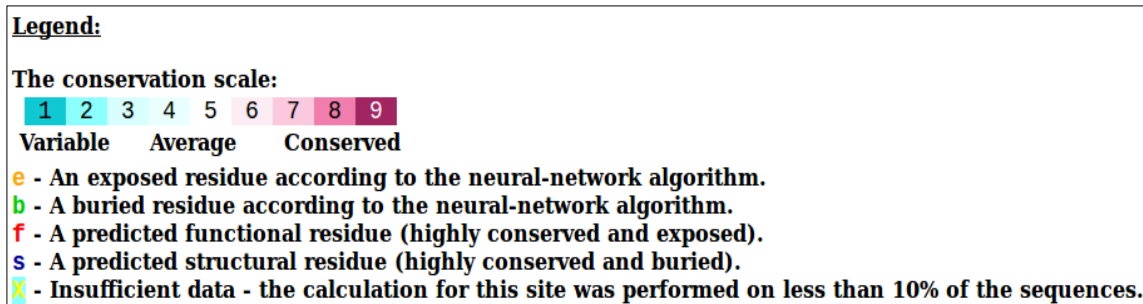 Legend:
The conservation scale:
1 2 3 4 5 6 7 8 9
Variable Average Conserved
e - An exposed residue according to the neural-network algorithm.
b - A buried residue according to the neural-network algorithm.
f - A predicted functional residue (highly conserved and exposed).
s - A predicted structural residue (highly conserved and buried).
X - Insufficient data - the calculation for this site was performed on less than 10% of the sequences.